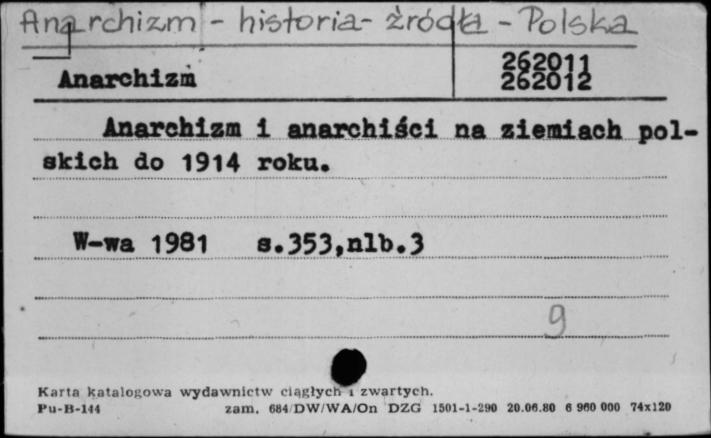 Anarchizm - historia - źródła - Polska
262011
Anarchizm 262012
Anarchizm i anarchiści na ziemiach pol-
skich do 1914 roku.
W-wa 1981 s.353,nlb.3
9
Karta katalogowa wydawnictw ciągłych i zwartych.
Pu-B-144 zam. 684/DW/WA/On DZG 1501-1-290 20.06.80 6 960 000 74x120